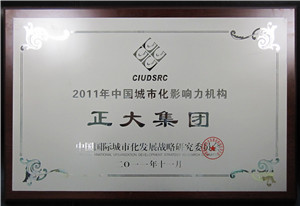 CIUDSRC
2011年中国城市化影响力机构
正大集团
中国国际城市化发展战略研究委员会
二〇一一年十一月